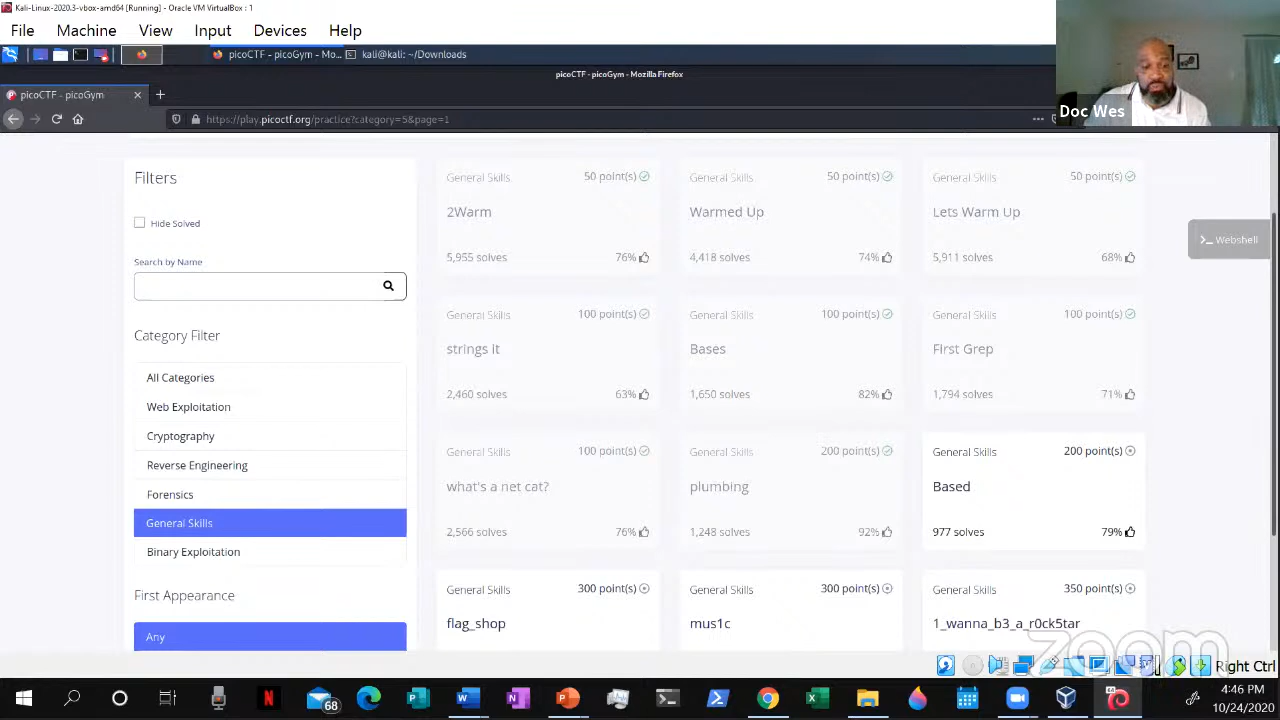 Kali-Linux-2020.3-vbox-amd64 [Running] - Oracle VM VirtualBox : 1
File Machine View Input Devices Help
picoCTF - picoGym - Mo... kali@kali: ~/Downloads
picoCTF - picoGym - Mozilla Firefox
picoCTF - picoGym
https://play.picoctf.org/practice?category=5&page=1
Doc Wes
Filters
Hide Solved
Search by Name
Category Filter
All Categories
Web Exploitation
Cryptography
Reverse Engineering
Forensics
General Skills
Binary Exploitation
First Appearance
Any
General Skills 50 point(s)
2Warm
5,955 solves 76%
General Skills 50 point(s)
Warmed Up
4,418 solves 74%
General Skills 50 point(s)
Lets Warm Up
5,911 solves 68%
General Skills 100 point(s)
strings it
2,460 solves 63%
General Skills 100 point(s)
Bases
1,650 solves 82%
General Skills 100 point(s)
First Grep
1,794 solves 71%
General Skills 100 point(s)
what's a net cat?
2,566 solves 76%
General Skills 200 point(s)
plumbing
1,248 solves 92%
General Skills 200 point(s)
Based
977 solves 79%
General Skills 300 point(s)
flag_shop
General Skills 300 point(s)
mus1c
General Skills 350 point(s)
1_wanna_b3_a_r0ck5tar
Webshell
zoom
Right Ctrl
68
4:46 PM
10/24/2020